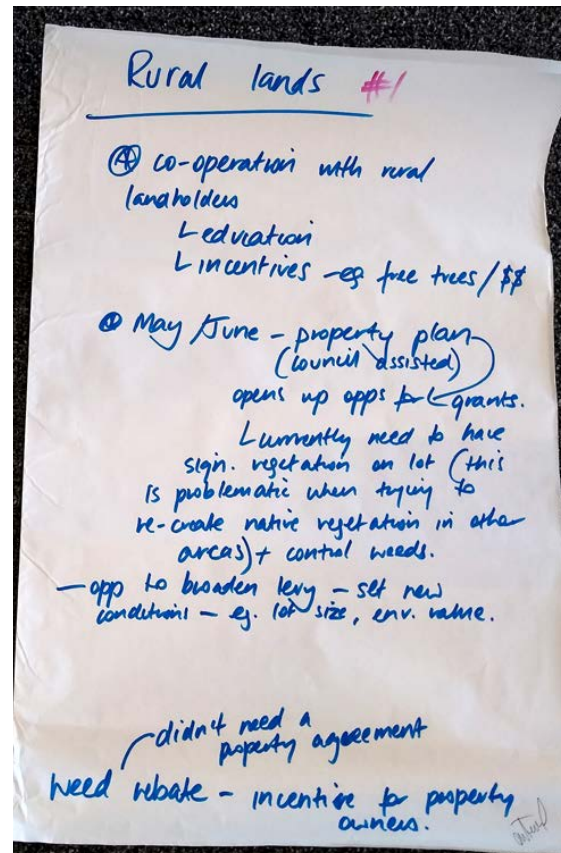 Rural lands #1
④ co-operation with rural
landholders
↳ education
↳ incentives - eg free trees / $$
May / June - property plan
(council assisted)
opens up opps for grants.
↳ currently need to have
sign. vegetation on lot (this
is problematic when trying to
re-create native vegetation in other
areas) + control weeds.
- opp to broaden levy - set new
conditions - eg. lot size, env. value.
didn't need a
property agreement
weed rebate - incentive for property
owners.